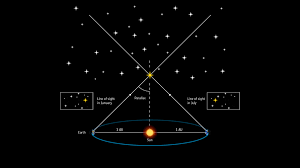 Line of sight
in January
Parallax
Line of sight
in July
Earth
1 AU
1 AU
Sun